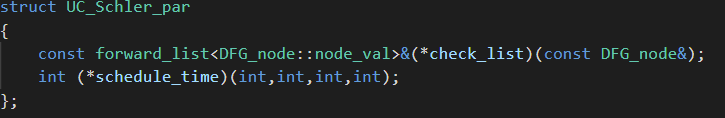 struct UC_Schler_par
{
    const forward_list<DFG_node::node_val>&(*check_list)(const DFG_node&);
    int (*schedule_time)(int,int,int,int);
};